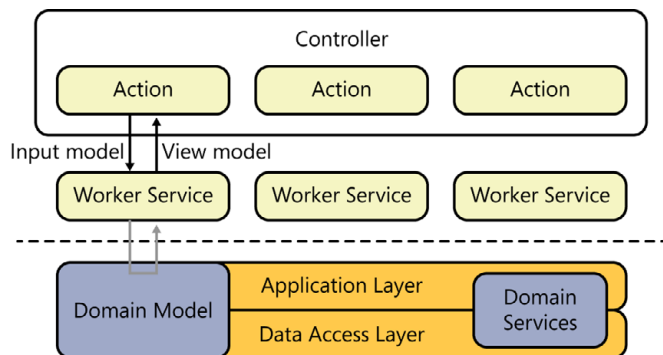 Controller
Action
Action
Action
Input model
View model
Worker Service
Worker Service
Worker Service
Domain Model
Application Layer
Data Access Layer
Domain
Services